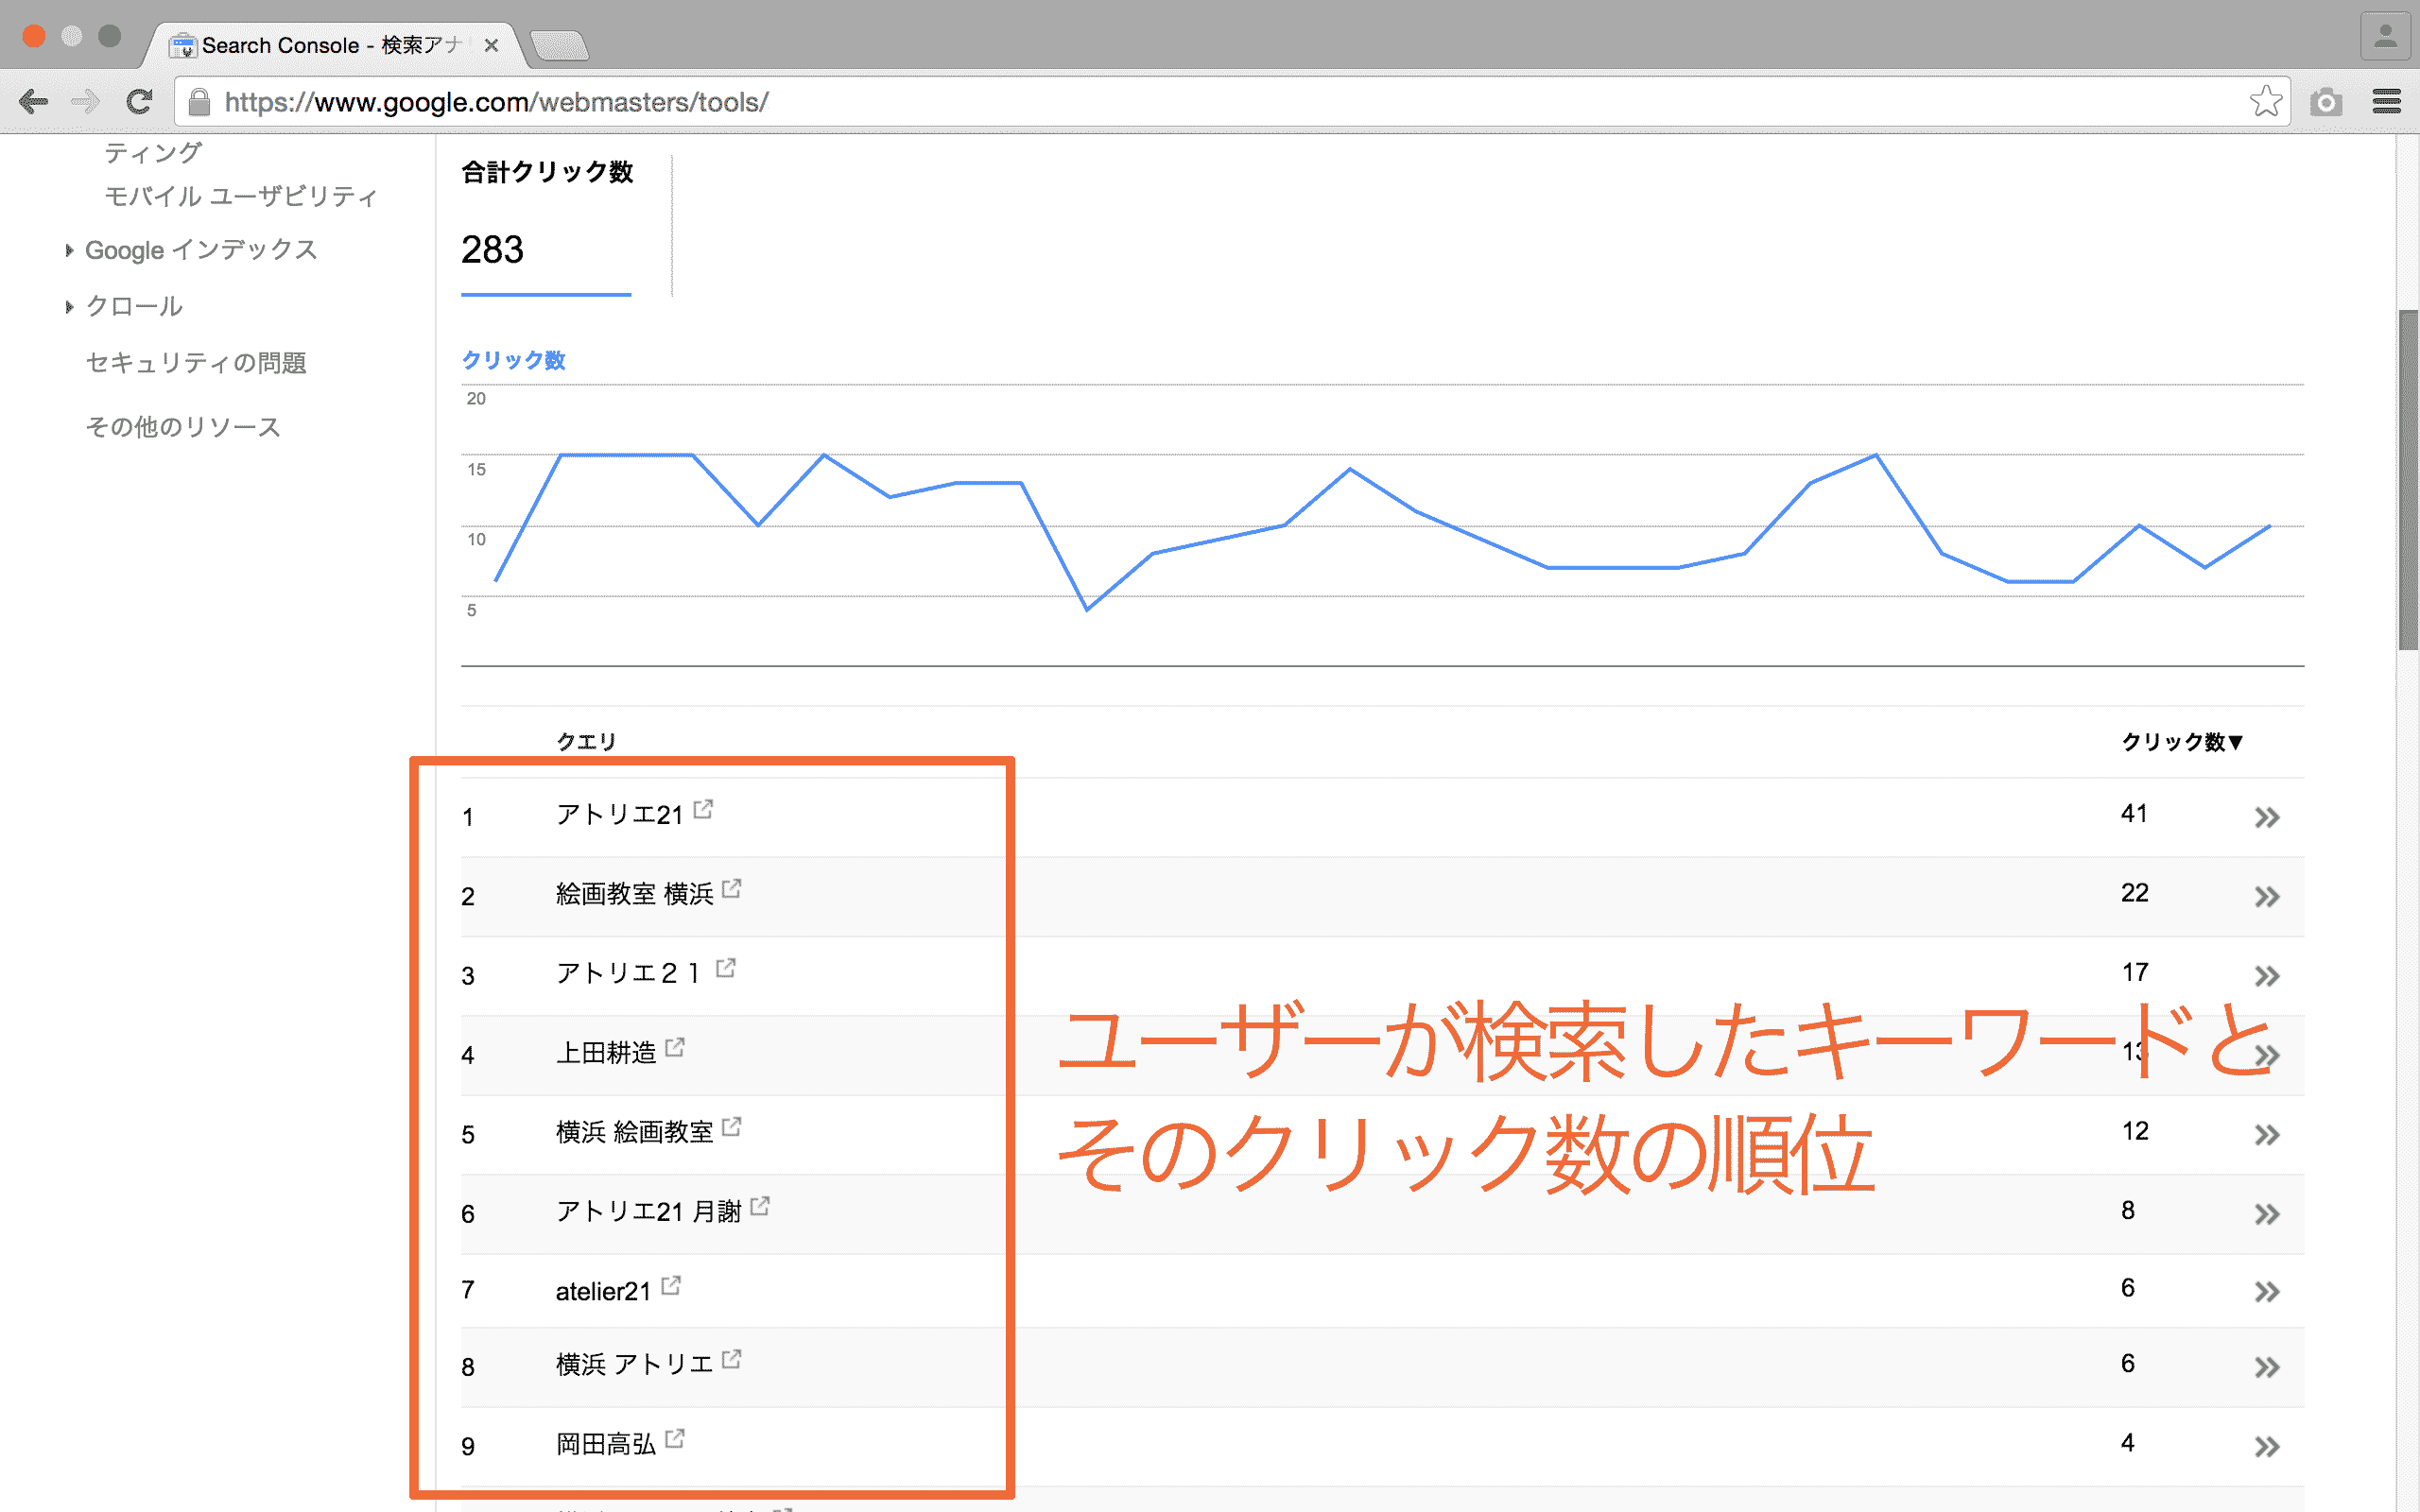 Search Console - 検索アナ
https://www.google.com/webmasters/tools/
ティング
モバイル ユーザビリティ
Google インデックス
クロール
セキュリティの問題
その他のリソース
合計クリック数
283
クリック数
20
15
10
5
クエリ クリック数▼
1 アトリエ21 41
2 絵画教室 横浜 22
3 アトリエ２１ 17
4 上田耕造 13
5 横浜 絵画教室 12
6 アトリエ21 月謝 8
7 atelier21 6
8 横浜 アトリエ 6
9 岡田高弘 4
ユーザーが検索したキーワードと
そのクリック数の順位